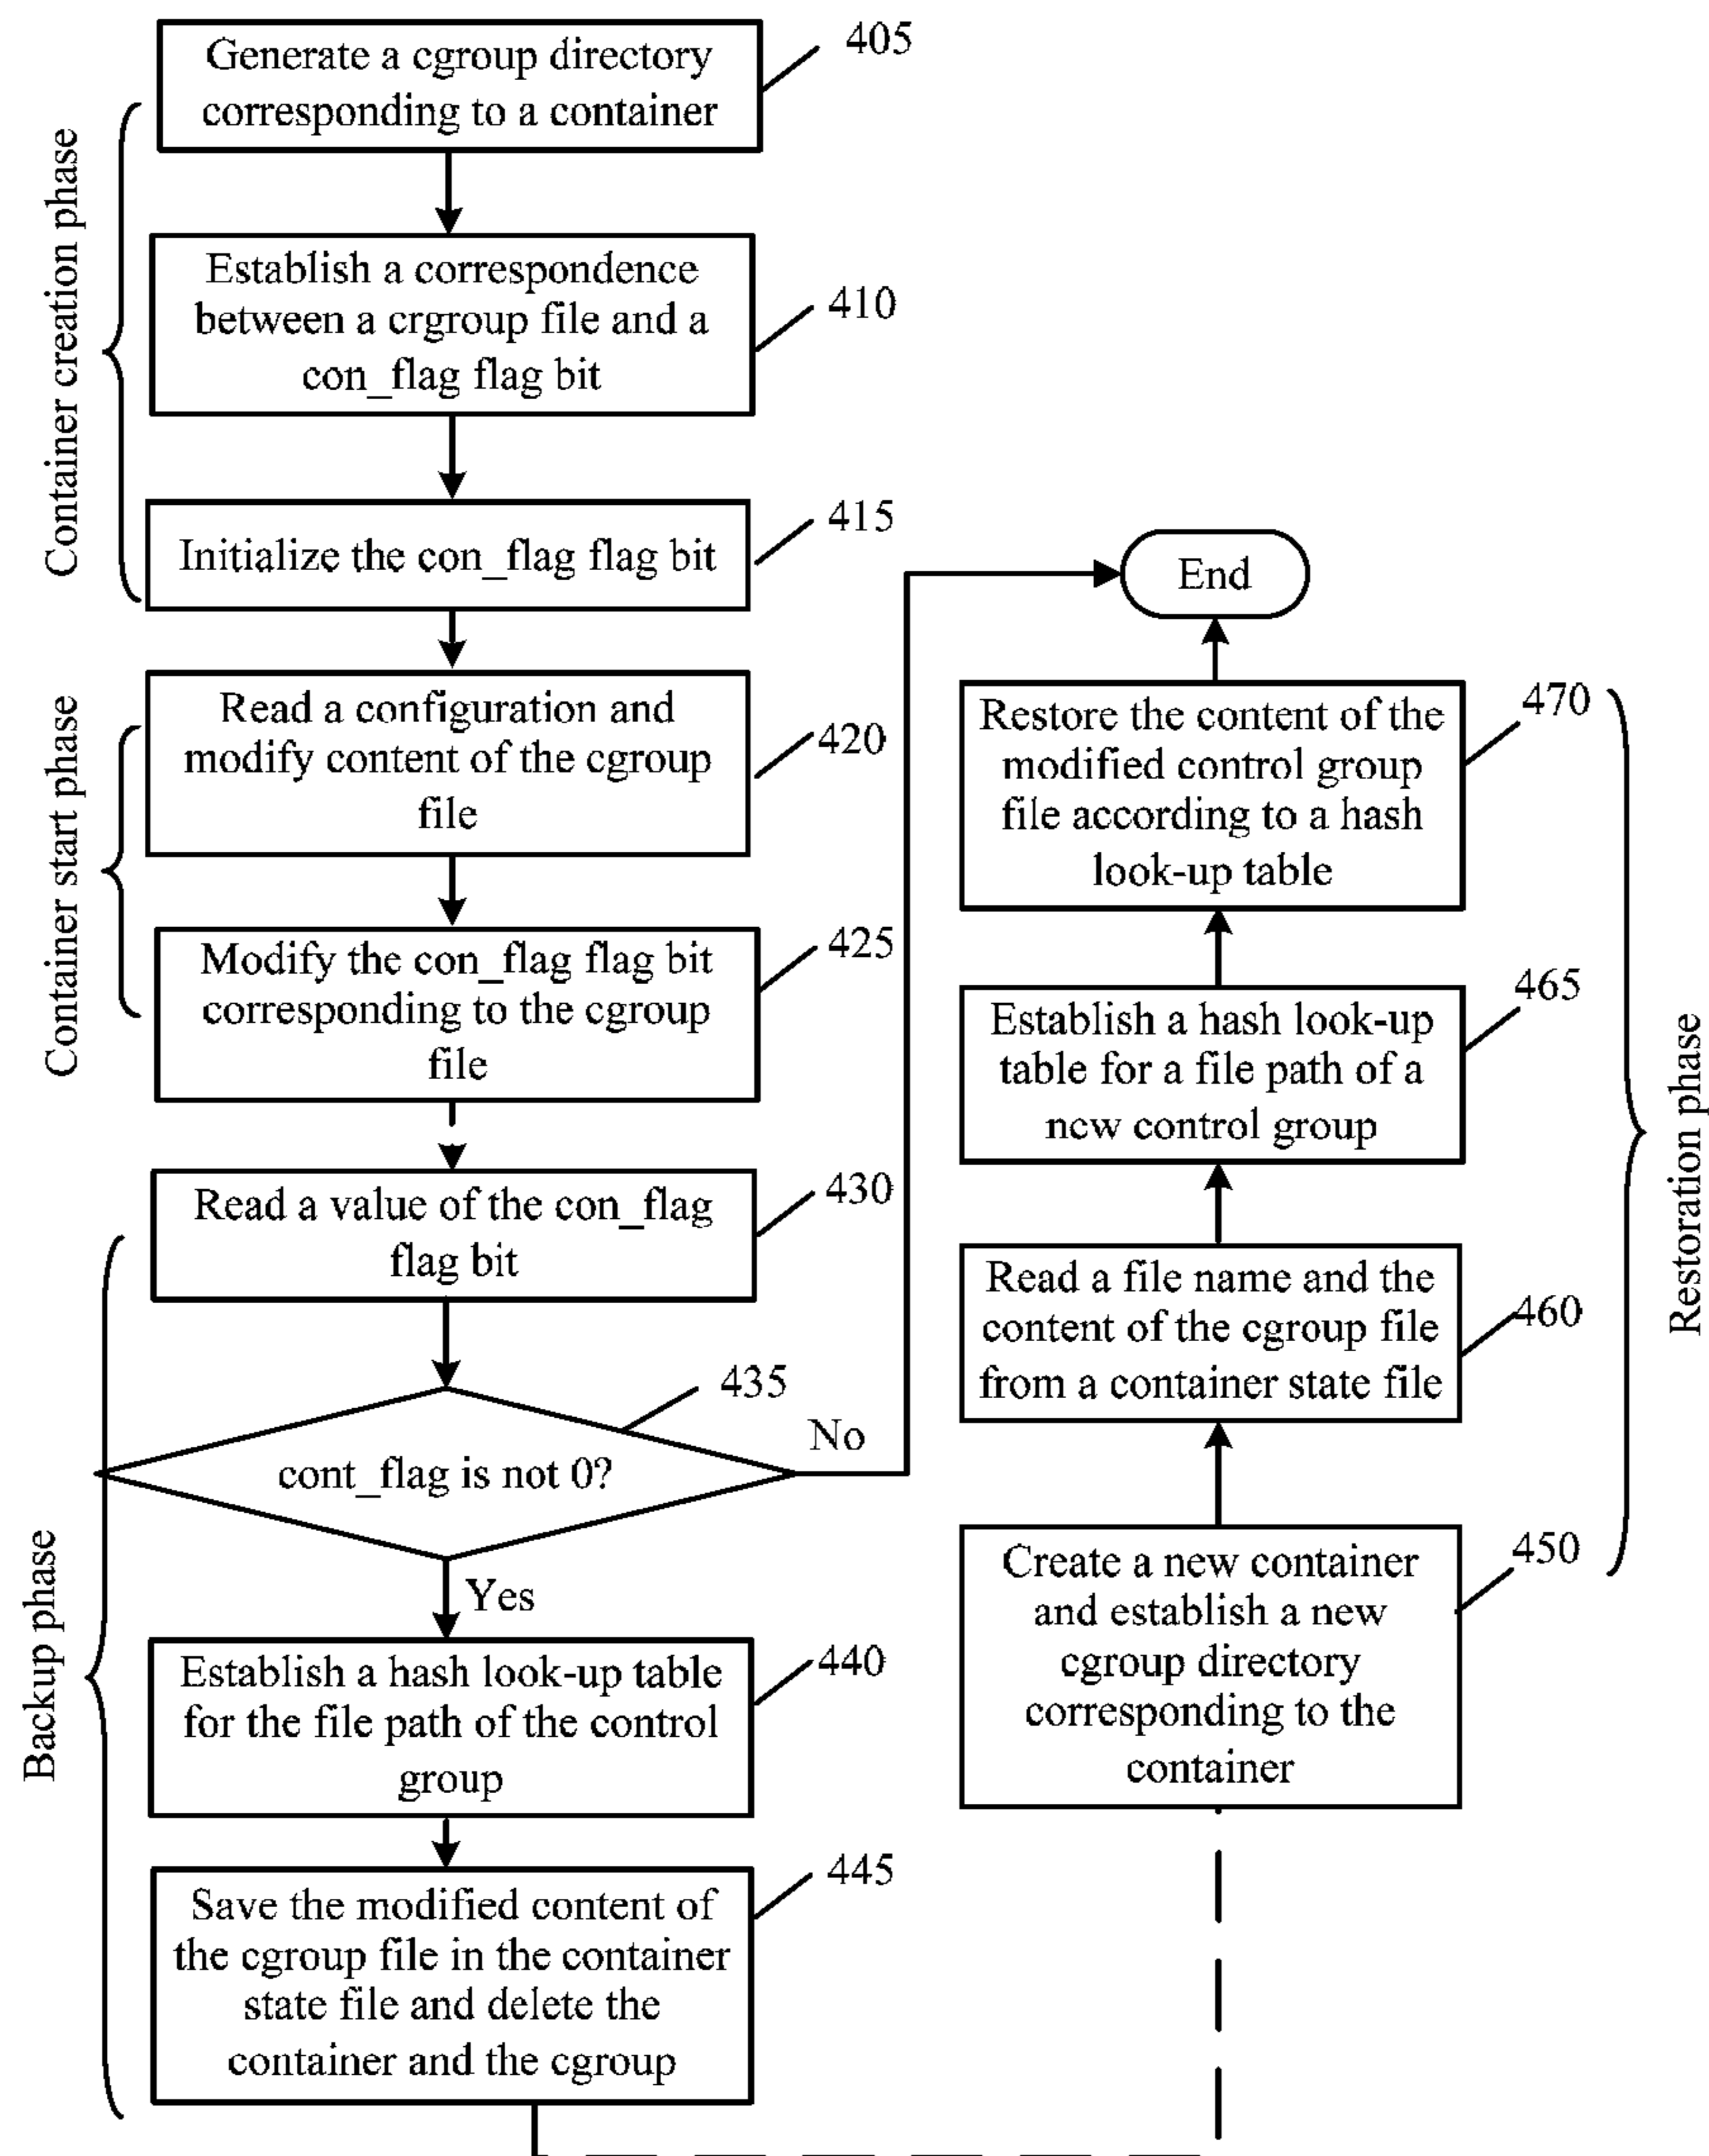 Container creation phase
Generate a cgroup directory
corresponding to a container
405
Establish a correspondence
between a crgroup file and a
con_flag flag bit
410
Initialize the con_flag flag bit
415
Container start phase
Read a configuration and
modify content of the cgroup
file
420
Modify the con_flag flag bit
corresponding to the cgroup
file
425
Backup phase
Read a value of the con_flag
flag bit
430
cont_flag is not 0?
435
No
Yes
Establish a hash look-up table
for the file path of the control
group
440
Save the modified content of
the cgroup file in the container
state file and delete the
container and the cgroup
445
End
Restore the content of the
modified control group
file according to a hash
look-up table
470
Establish a hash look-up
table for a file path of a
new control group
465
Read a file name and the
content of the cgroup file
from a container state file
460
Create a new container
and establish a new
cgroup directory
corresponding to the
container
450
Restoration phase